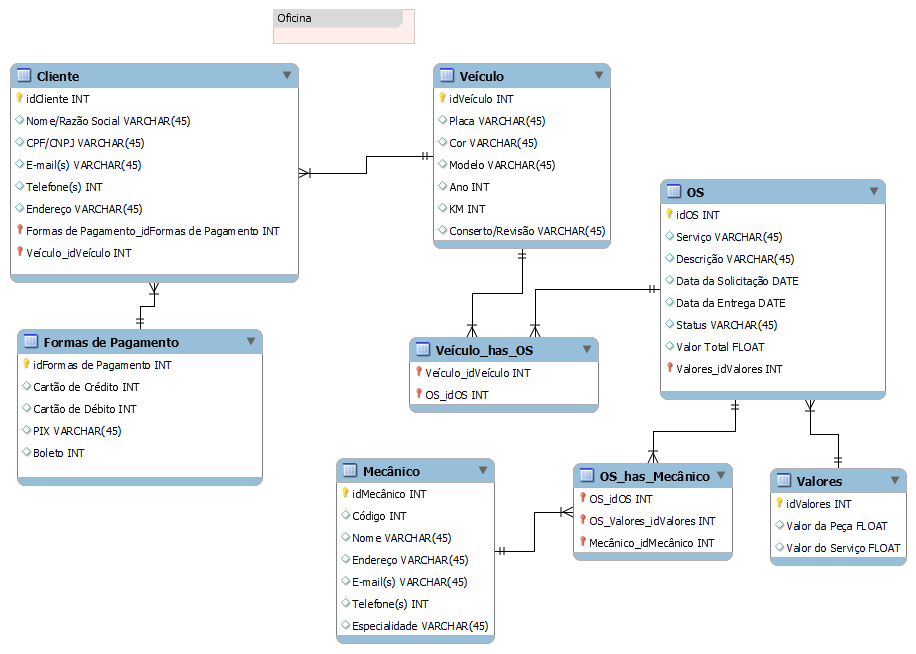 Oficina
Cliente
idCliente INT
Nome/Razão Social VARCHAR(45)
CPF/CNPJ VARCHAR(45)
E-mail(s) VARCHAR(45)
Telefone(s) INT
Endereço VARCHAR(45)
Formas de Pagamento_idFormas de Pagamento INT
Veículo_idVeículo INT
Veículo
idVeículo INT
Placa VARCHAR(45)
Cor VARCHAR(45)
Modelo VARCHAR(45)
Ano INT
KM INT
Conserto/Revisão VARCHAR(45)
OS
idOS INT
Serviço VARCHAR(45)
Descrição VARCHAR(45)
Data da Solicitação DATE
Data da Entrega DATE
Status VARCHAR(45)
Valor Total FLOAT
Valores_idValores INT
Formas de Pagamento
idFormas de Pagamento INT
Cartão de Crédito INT
Cartão de Débito INT
PIX VARCHAR(45)
Boleto INT
Veículo_has_OS
Veículo_idVeículo INT
OS_idOS INT
Mecânico
idMecânico INT
Código INT
Nome VARCHAR(45)
Endereço VARCHAR(45)
E-mail(s) VARCHAR(45)
Telefone(s) INT
Especialidade VARCHAR(45)
OS_has_Mecânico
OS_idOS INT
OS_Valores_idValores INT
Mecânico_idMecânico INT
Valores
idValores INT
Valor da Peça FLOAT
Valor do Serviço FLOAT